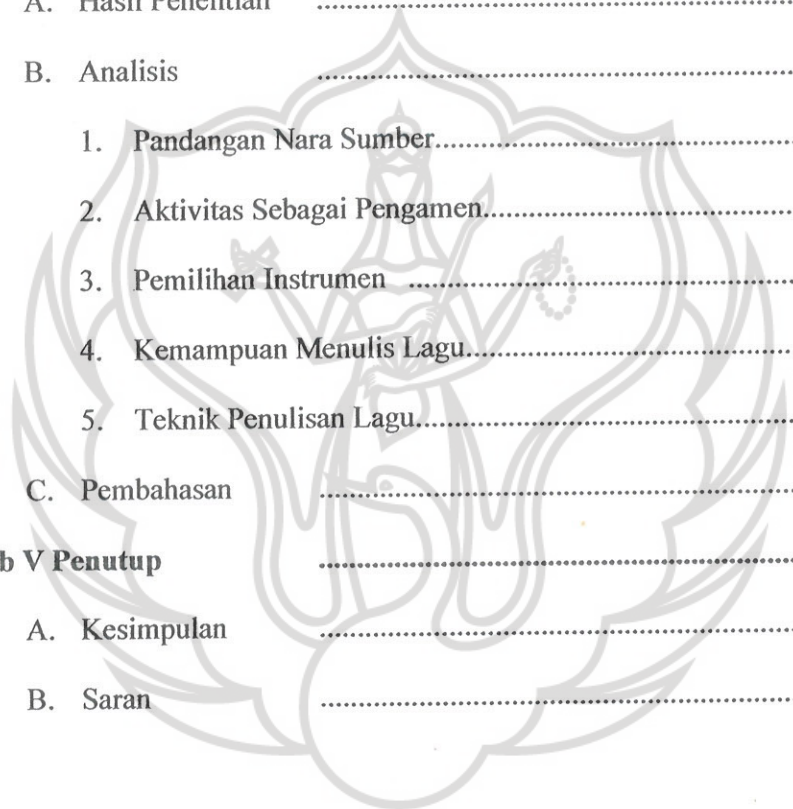 A. Hasil Penelitian ........................................................
B. Analisis ........................................................
1. Pandangan Nara Sumber..........................................
2. Aktivitas Sebagai Pengamen....................................
3. Pemilihan Instrumen ..............................................
4. Kemampuan Menulis Lagu......................................
5. Teknik Penulisan Lagu............................................
C. Pembahasan ........................................................
b V Penutup ........................................................
A. Kesimpulan ........................................................
B. Saran ........................................................